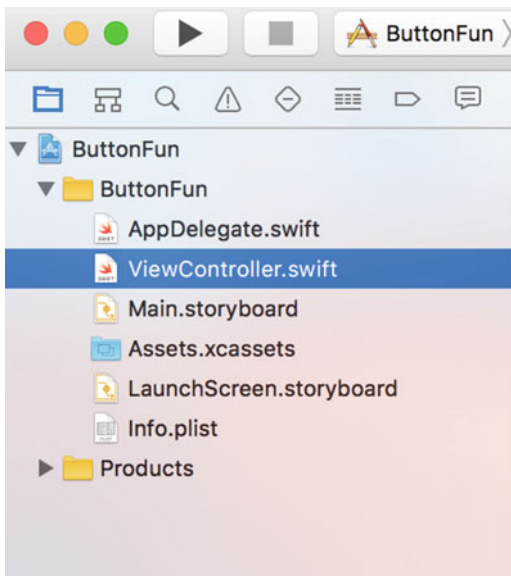 ButtonFun
ButtonFun
ButtonFun
AppDelegate.swift
ViewController.swift
Main.storyboard
Assets.xcassets
LaunchScreen.storyboard
Info.plist
Products